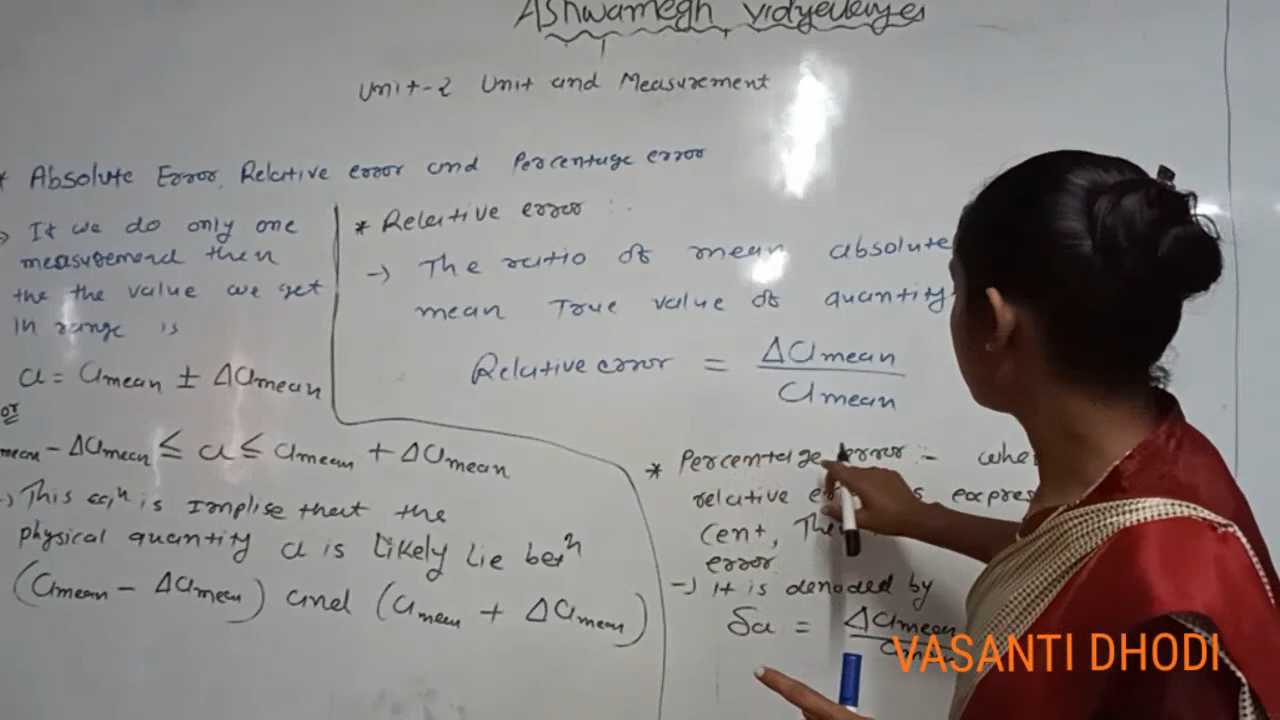 Ashwamegh vidyeleyes
Unit-2 Unit and Measurement
* Absolute Error, Relative error and Percentage error
→ If we do only one
measurement then
the the value we get
in range is
a = amean ± Δamean
or
mean - Δamean ≤ a ≤ amean + Δamean
→ This eqⁿ is Implise that the
physical quantity a is likely lie betⁿ
(amean - Δamean) and (amean + Δamean)
* Relative error :-
→ The ratio of mean absolute
mean True value of quantity
Relative error = Δamean / amean
* Percentage error :- whe
relative er s expres
cent, The
error
→ It is denoded by
δa = Δamean / amean
VASANTI DHODI